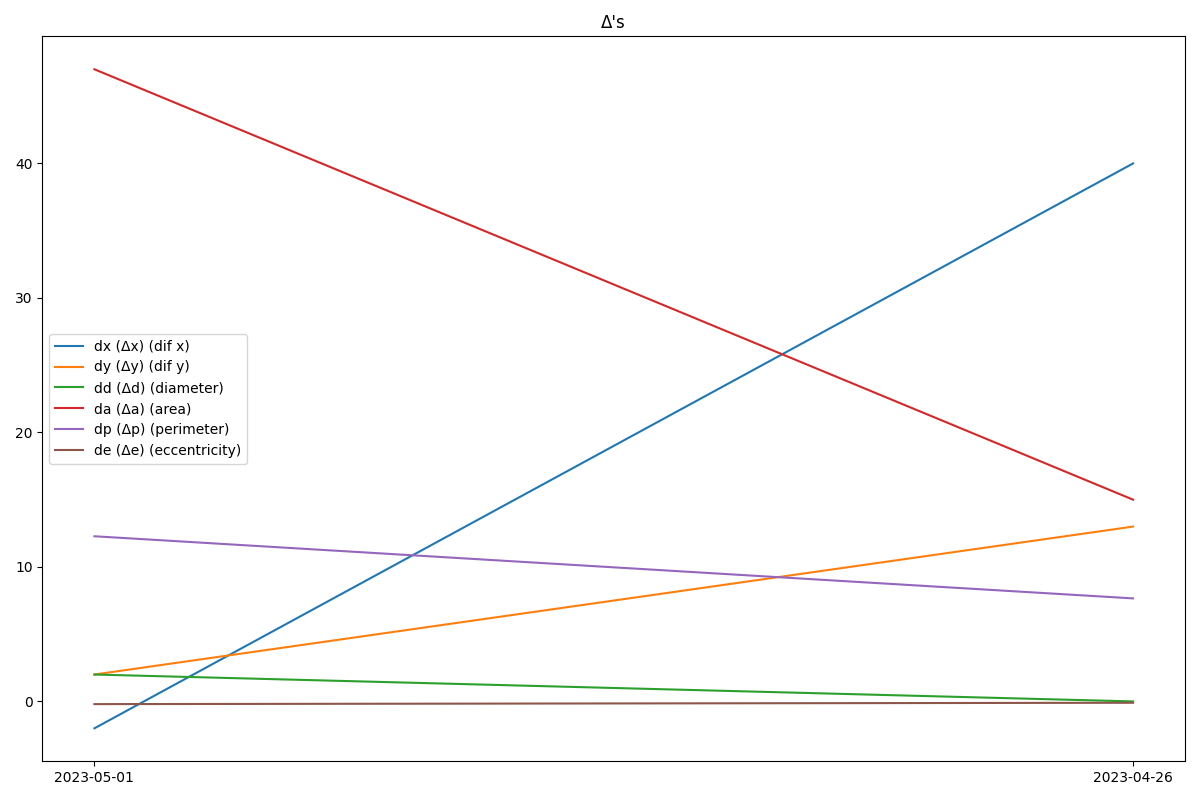 Δ's
40
30
20
10
0
dx (Δx) (dif x)
dy (Δy) (dif y)
dd (Δd) (diameter)
da (Δa) (area)
dp (Δp) (perimeter)
de (Δe) (eccentricity)
2023-05-01
2023-04-26